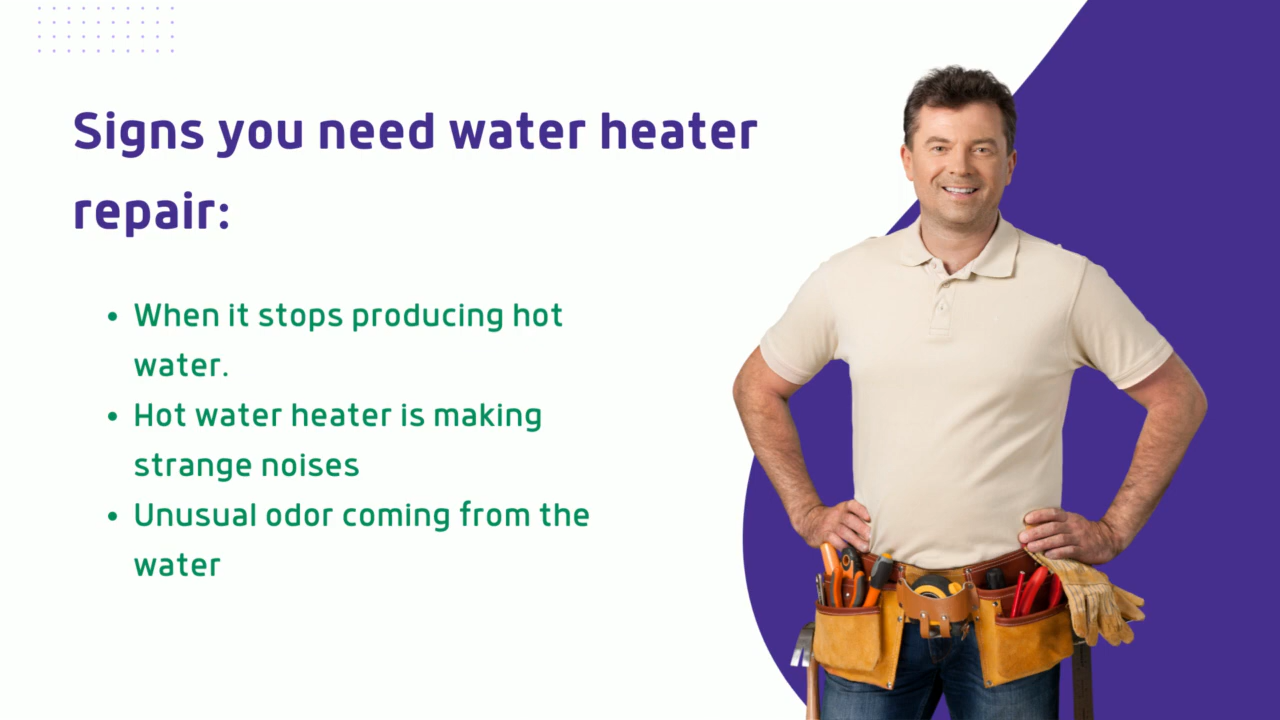 Signs you need water heater
repair:
• When it stops producing hot
water.
• Hot water heater is making
strange noises
• Unusual odor coming from the
water